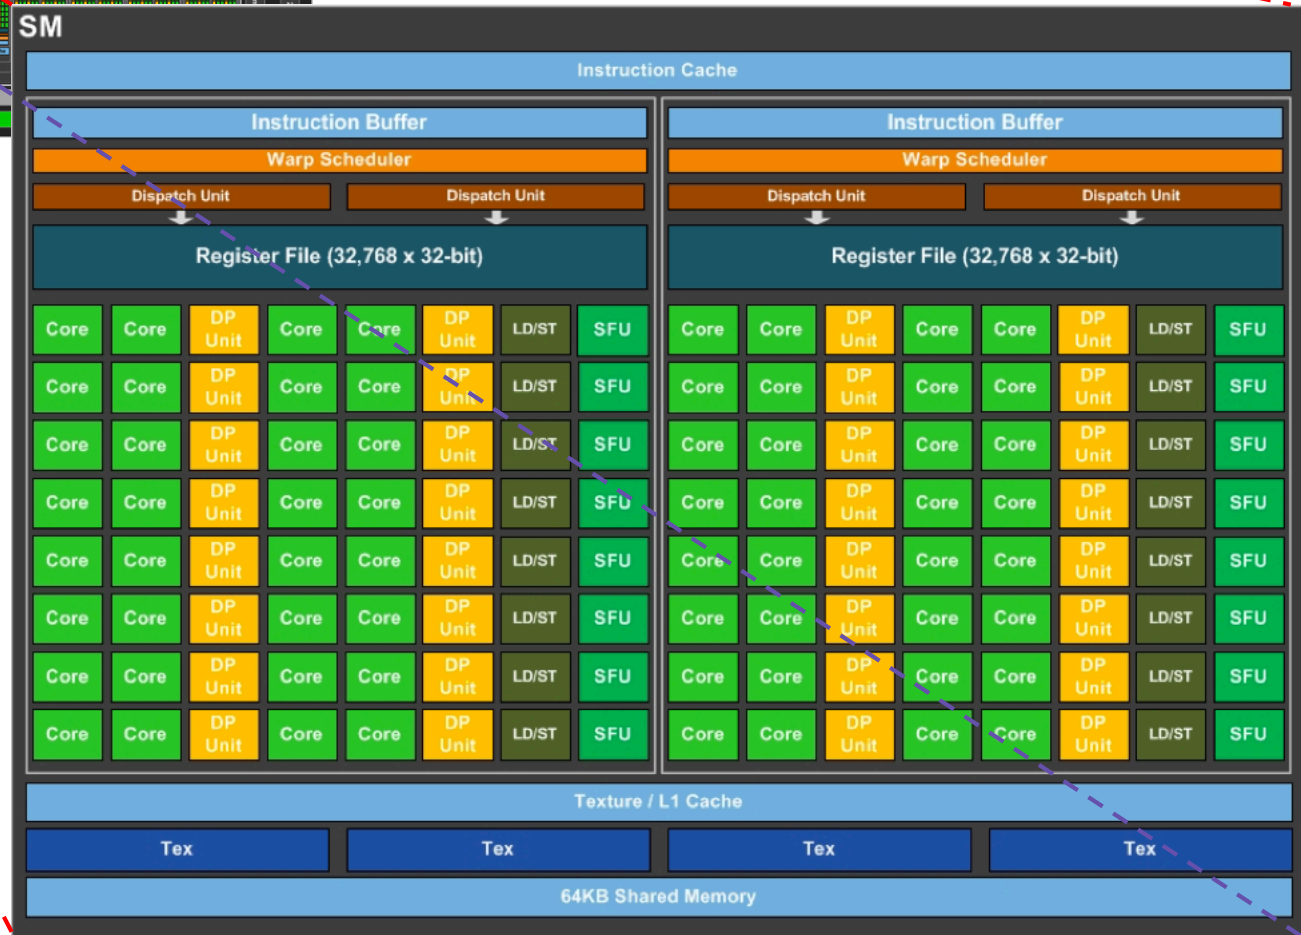 SM
Instruction Cache
Instruction Buffer Instruction Buffer
Warp Scheduler Warp Scheduler
Dispatch Unit Dispatch Unit Dispatch Unit Dispatch Unit
Register File (32,768 x 32-bit) Register File (32,768 x 32-bit)
Core Core DP Unit Core Core DP Unit LD/ST SFU Core Core DP Unit Core Core DP Unit LD/ST SFU
Core Core DP Unit Core Core DP Unit LD/ST SFU Core Core DP Unit Core Core DP Unit LD/ST SFU
Core Core DP Unit Core Core DP Unit LD/ST SFU Core Core DP Unit Core Core DP Unit LD/ST SFU
Core Core DP Unit Core Core DP Unit LD/ST SFU Core Core DP Unit Core Core DP Unit LD/ST SFU
Core Core DP Unit Core Core DP Unit LD/ST SFU Core Core DP Unit Core Core DP Unit LD/ST SFU
Core Core DP Unit Core Core DP Unit LD/ST SFU Core Core DP Unit Core Core DP Unit LD/ST SFU
Core Core DP Unit Core Core DP Unit LD/ST SFU Core Core DP Unit Core Core DP Unit LD/ST SFU
Core Core DP Unit Core Core DP Unit LD/ST SFU Core Core DP Unit Core Core DP Unit LD/ST SFU
Texture / L1 Cache
Tex Tex Tex Tex
64KB Shared Memory